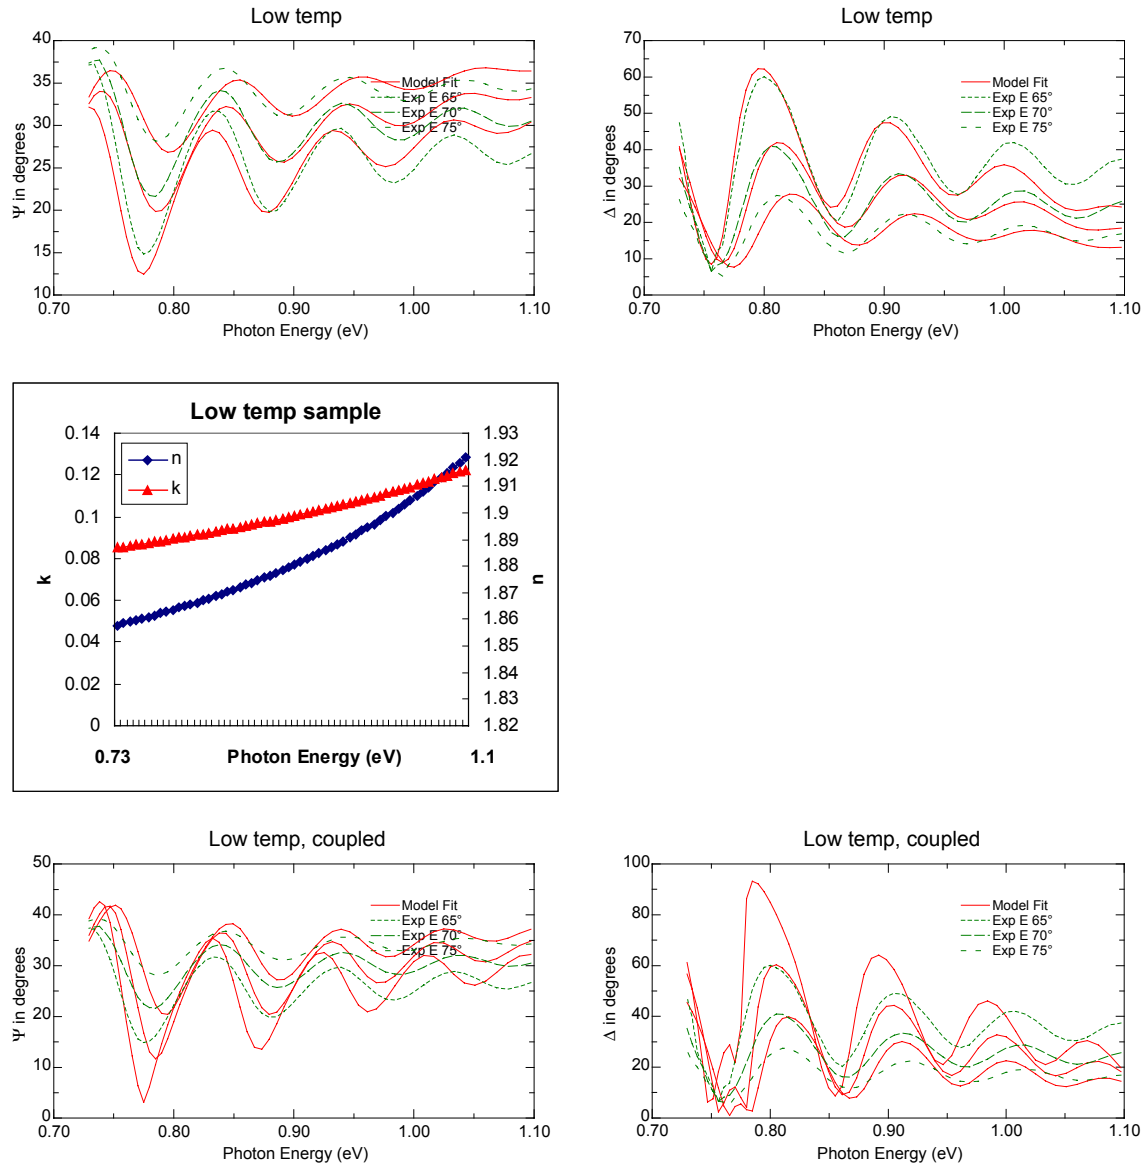 Low temp
Ψ in degrees
40
35
30
25
20
15
10
Model Fit
Exp E 65°
Exp E 70°
Exp E 75°
0.70
0.80
0.90
1.00
1.10
Photon Energy (eV)
Low temp
Δ in degrees
70
60
50
40
30
20
10
0
Model Fit
Exp E 65°
Exp E 70°
Exp E 75°
0.70
0.80
0.90
1.00
1.10
Photon Energy (eV)
Low temp sample
k
0.14
0.12
0.1
0.08
0.06
0.04
0.02
0
n
k
1.93
1.92
1.91
1.9
1.89
1.88
1.87
1.86
1.85
1.84
1.83
1.82
n
0.73
Photon Energy (eV)
1.1
Low temp, coupled
Ψ in degrees
50
40
30
20
10
0
Model Fit
Exp E 65°
Exp E 70°
Exp E 75°
0.70
0.80
0.90
1.00
1.10
Photon Energy (eV)
Low temp, coupled
Δ in degrees
100
80
60
40
20
0
Model Fit
Exp E 65°
Exp E 70°
Exp E 75°
0.70
0.80
0.90
1.00
1.10
Photon Energy (eV)